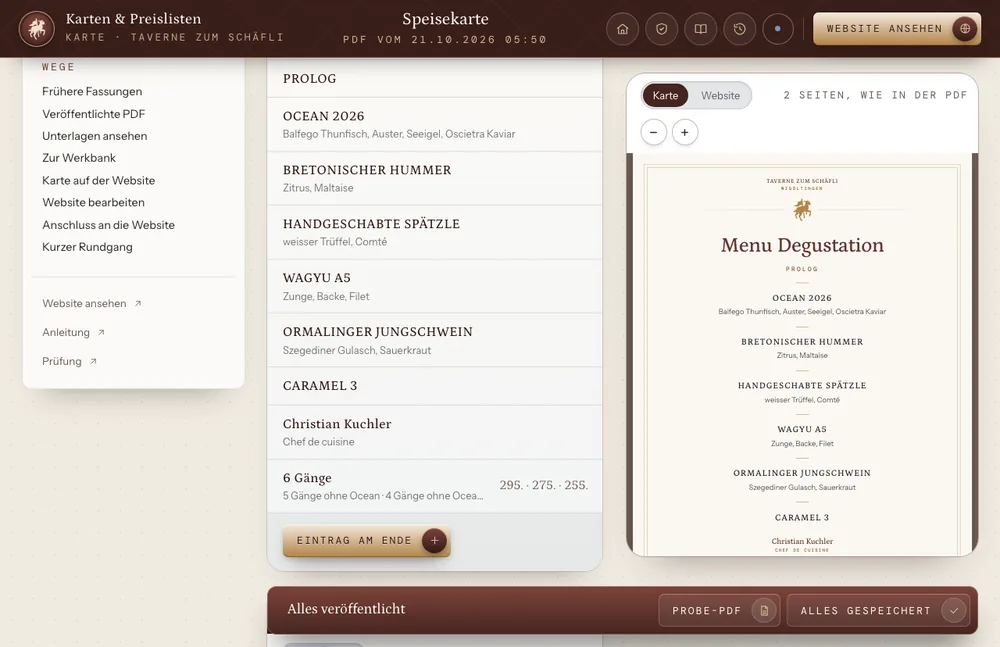 Karten & Preislisten
KARTE · TAVERNE ZUM SCHÄFLI
Speisekarte
PDF VOM 21.10.2026 05:50
WEBSITE ANSEHEN
WEGE
Frühere Fassungen
Veröffentlichte PDF
Unterlagen ansehen
Zur Werkbank
Karte auf der Website
Website bearbeiten
Anschluss an die Website
Kurzer Rundgang
Website ansehen ↗
Anleitung ↗
Prüfung ↗
PROLOG
OCEAN 2026
Balfego Thunfisch, Auster, Seeigel, Oscietra Kaviar
BRETONISCHER HUMMER
Zitrus, Maltaise
HANDGESCHABTE SPÄTZLE
weisser Trüffel, Comté
WAGYU A5
Zunge, Backe, Filet
ORMALINGER JUNGSCHWEIN
Szegediner Gulasch, Sauerkraut
CARAMEL 3
Christian Kuchler
Chef de cuisine
6 Gänge
5 Gänge ohne Ocean · 4 Gänge ohne Ocea…
295. · 275. · 255.
EINTRAG AM ENDE +
Karte
Website
2 SEITEN, WIE IN DER PDF
− +
TAVERNE ZUM SCHÄFLI
WIGOLTINGEN
Menu Degustation
PROLOG
OCEAN 2026
Balfego Thunfisch, Auster, Seeigel, Oscietra Kaviar
BRETONISCHER HUMMER
Zitrus, Maltaise
HANDGESCHABTE SPÄTZLE
weisser Trüffel, Comté
WAGYU A5
Zunge, Backe, Filet
ORMALINGER JUNGSCHWEIN
Szegediner Gulasch, Sauerkraut
CARAMEL 3
Christian Kuchler
CHEF DE CUISINE
Alles veröffentlicht
PROBE-PDF
ALLES GESPEICHERT